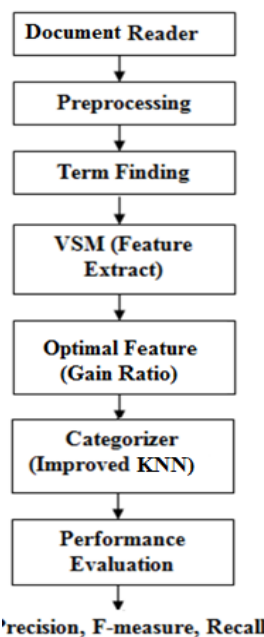 Document Reader
Preprocessing
Term Finding
VSM (Feature
Extract)
Optimal Feature
(Gain Ratio)
Categorizer
(Improved KNN)
Performance
Evaluation
Precision, F-measure, Recall